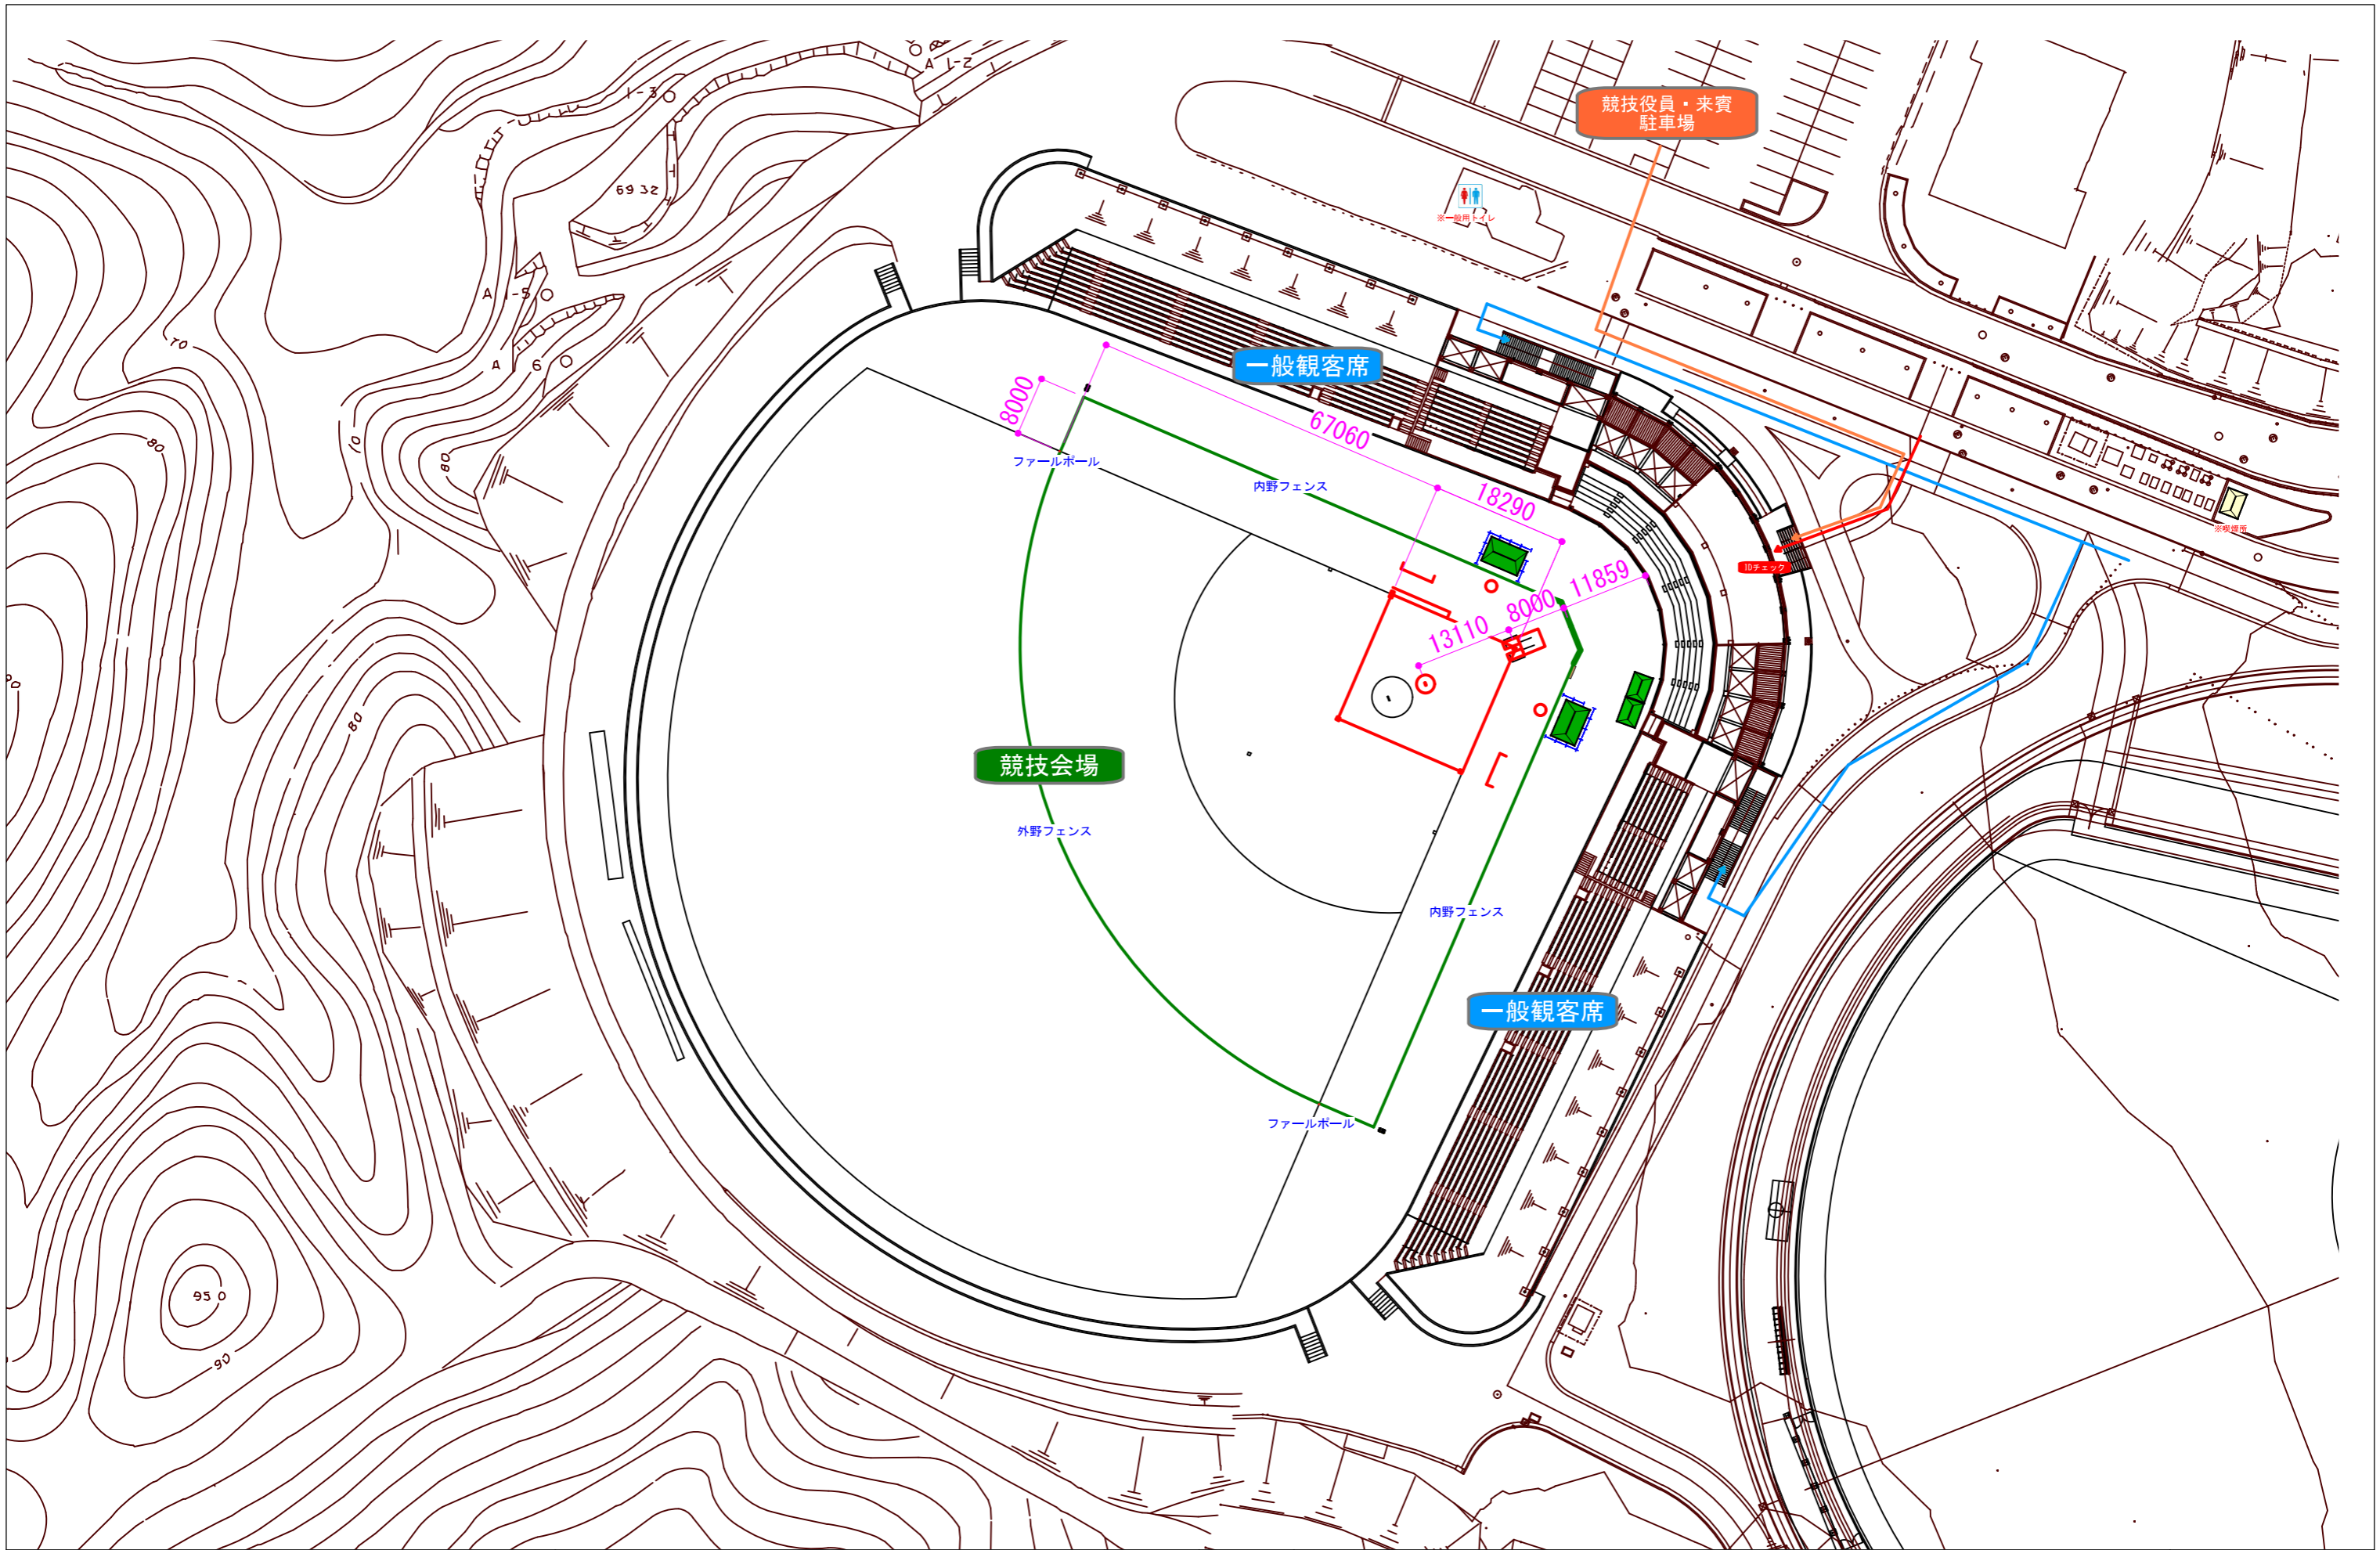 A 1-2
1-3
69 32
A 1-5
A 6
70
80
10
80
80
95 0
90
競技役員・来賓
駐車場
※一般用トイレ
一般観客席
8000
67060
ファールポール
内野フェンス
18290
※喫煙所
IDチェック
11859
8000
13110
競技会場
外野フェンス
内野フェンス
一般観客席
ファールポール